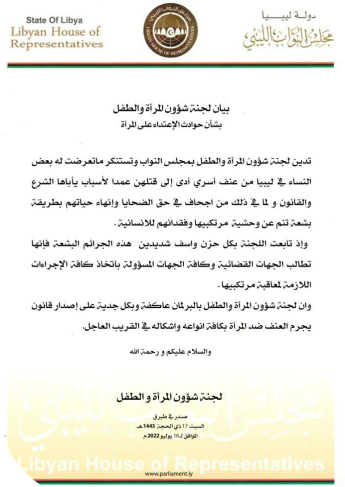 State Of Libya
Libyan House of
Representatives
دولة ليبيا
مجلس النواب الليبي
بيان لجنة شؤون المرأة والطفل
بشأن حوادث الإعتداء على المرأة
تدين لجنة شؤون المرأة والطفل بمجلس النواب وتستنكر ماتعرضت له بعض
النساء في ليبيا من عنف أسري أدى إلى قتلهن عمدا لأسباب يأباها الشرع
والقانون و لما في ذلك من اجحاف في حق الضحايا وإنهاء حياتهم بطريقة
بشعة تنم عن وحشية مرتكبيها وفقدانهم للانسانية .
وإذ تابعت اللجنة بكل حزن واسف شديدين هذه الجرائم البشعة فإنها
تطالب الجهات القضائية وكافة الجهات المسؤولة باتخاذ كافة الإجراءات
اللازمة لمعاقبة مرتكبيها .
وان لجنة شؤون المرأة والطفل بالبرلمان عاكفة وبكل جدية على إصدار قانون
يجرم العنف ضد المرأة بكافة انواعه واشكاله في القريب العاجل.
والسلام عليكم و رحمة الله
لجنة شؤون المرأة و الطفل
صدر في طبرق
السبت 17 ذي الحجة 1443 هـ
الموافق لـ16 يوليو 2022 م
مجلس النواب الليبي
Libyan House of Representatives
www.parliament.ly